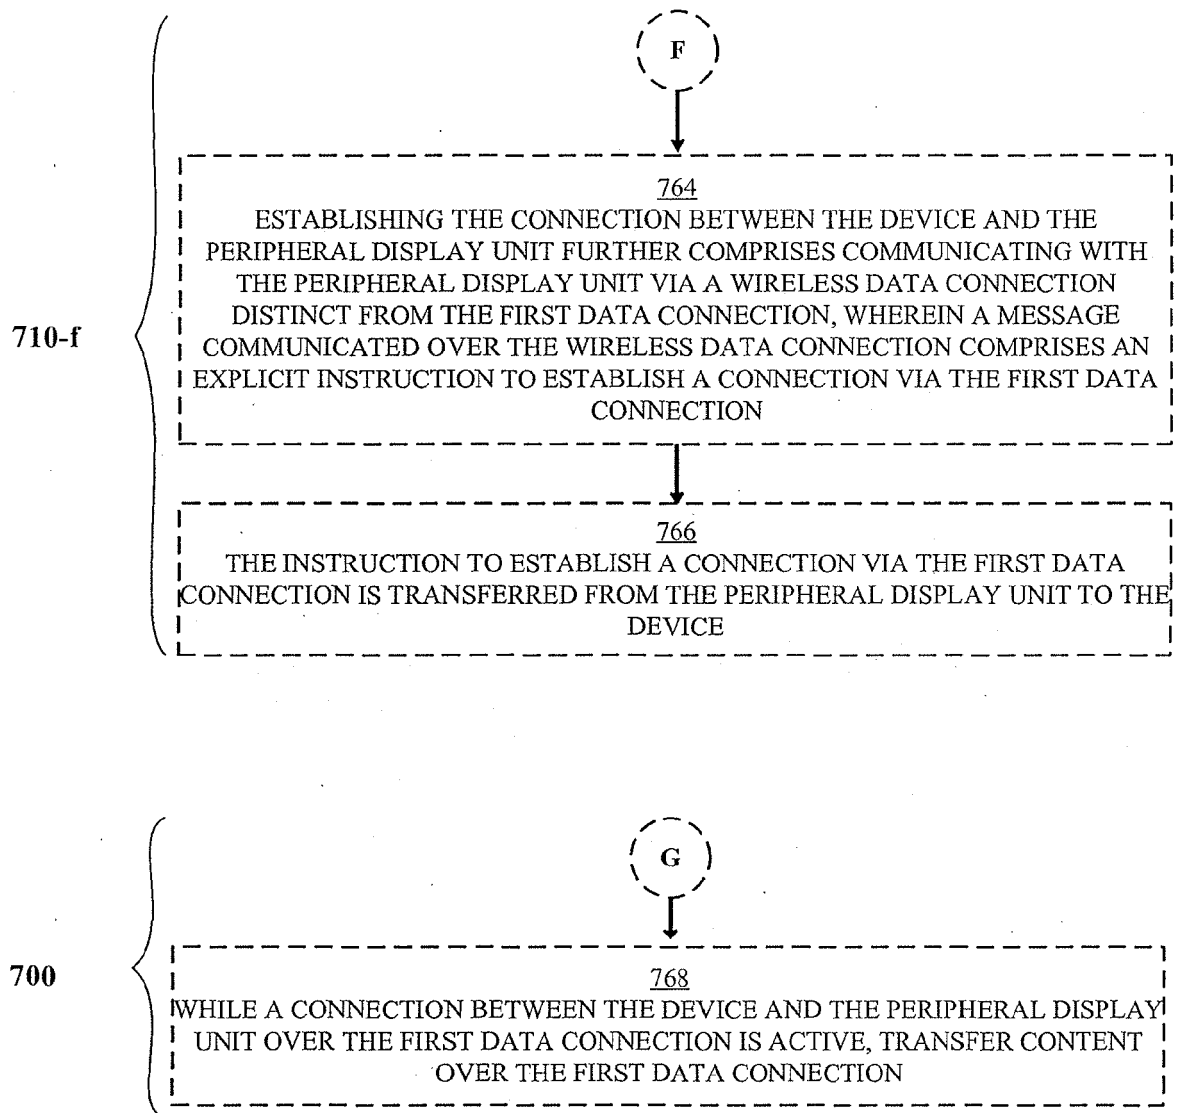 F
764
ESTABLISHING THE CONNECTION BETWEEN THE DEVICE AND THE
PERIPHERAL DISPLAY UNIT FURTHER COMPRISES COMMUNICATING WITH
THE PERIPHERAL DISPLAY UNIT VIA A WIRELESS DATA CONNECTION
DISTINCT FROM THE FIRST DATA CONNECTION, WHEREIN A MESSAGE
COMMUNICATED OVER THE WIRELESS DATA CONNECTION COMPRISES AN
EXPLICIT INSTRUCTION TO ESTABLISH A CONNECTION VIA THE FIRST DATA
CONNECTION
710-f
766
THE INSTRUCTION TO ESTABLISH A CONNECTION VIA THE FIRST DATA
CONNECTION IS TRANSFERRED FROM THE PERIPHERAL DISPLAY UNIT TO THE
DEVICE
G
700
768
WHILE A CONNECTION BETWEEN THE DEVICE AND THE PERIPHERAL DISPLAY
UNIT OVER THE FIRST DATA CONNECTION IS ACTIVE, TRANSFER CONTENT
OVER THE FIRST DATA CONNECTION